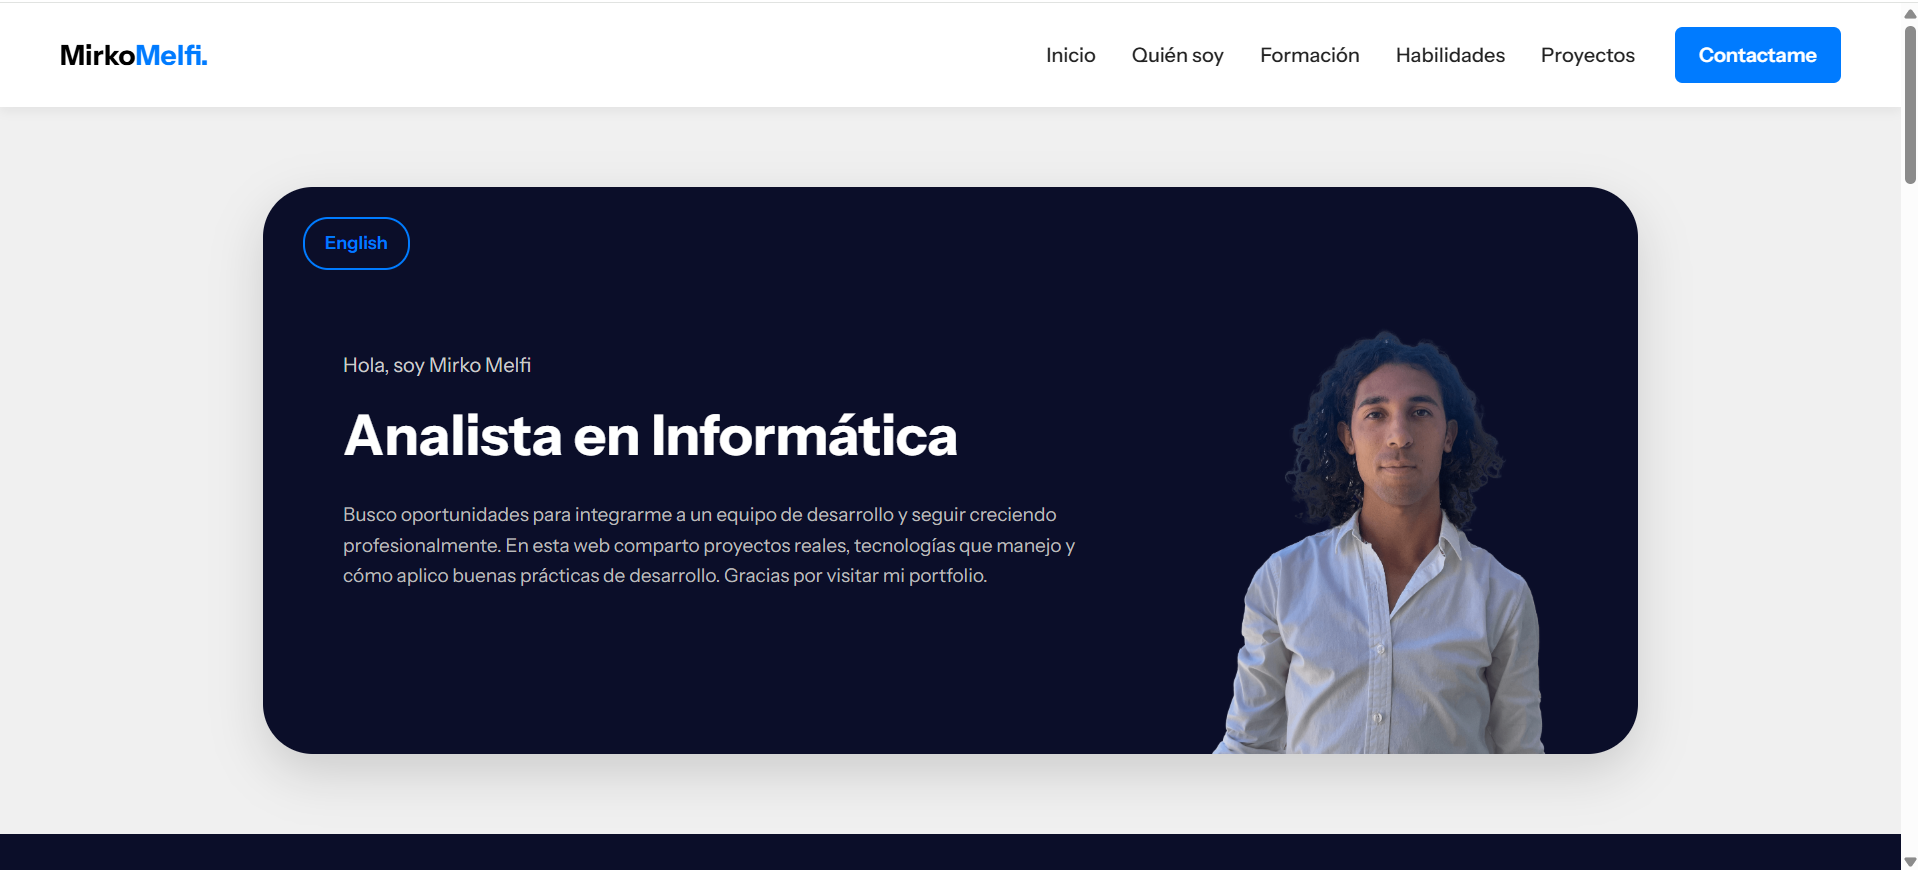 MirkoMelfi.
Inicio
Quién soy
Formación
Habilidades
Proyectos
Contactame
English
Hola, soy Mirko Melfi
Analista en Informática
Busco oportunidades para integrarme a un equipo de desarrollo y seguir creciendo
profesionalmente. En esta web comparto proyectos reales, tecnologías que manejo y
cómo aplico buenas prácticas de desarrollo. Gracias por visitar mi portfolio.